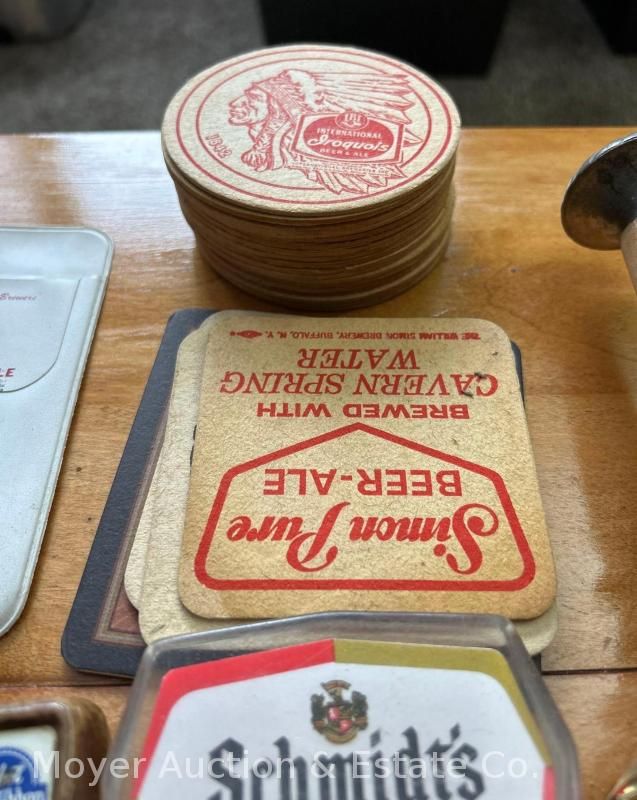 INTERNATIONAL
Iroquois
BEER & ALE
1842
Simon Pure
BEER-ALE
BREWED WITH
CAVERN SPRING
WATER
THE WILLIAM SIMON BREWERY, BUFFALO, N. Y.
Schmidt's
Moyer Auction & Estate Co.